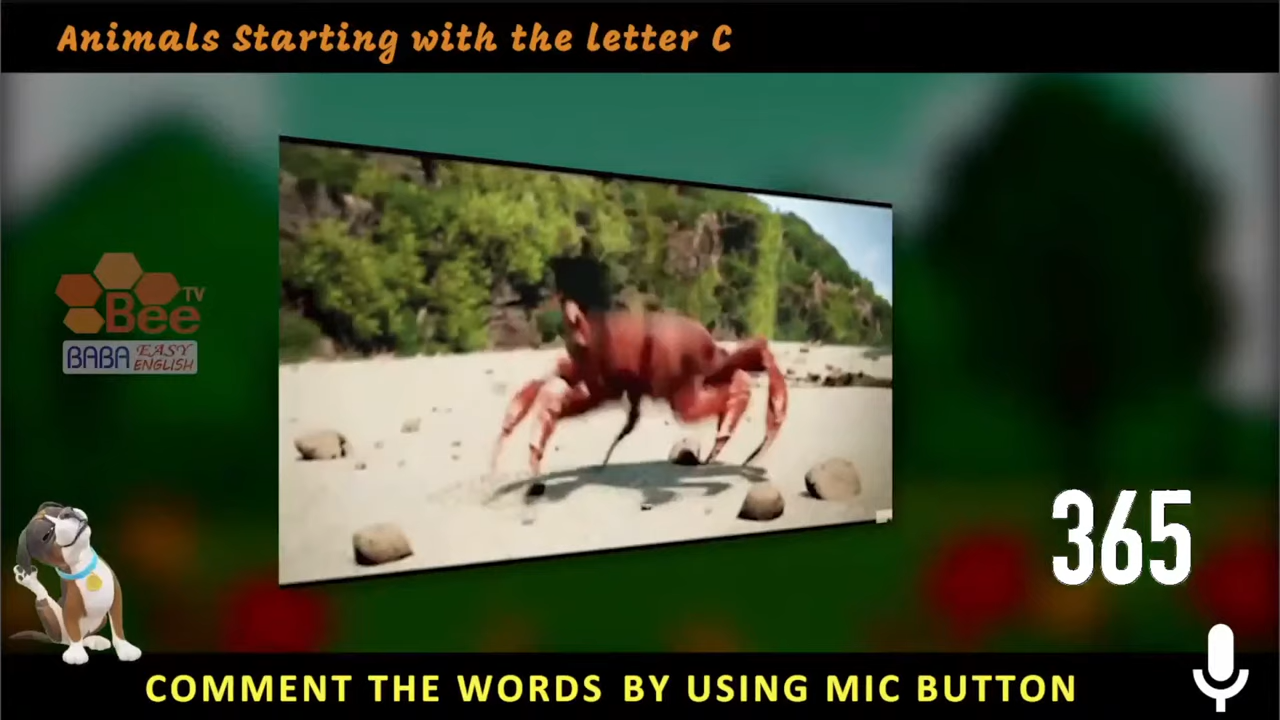 Animals Starting with the letter C
Bee TV
BABA EASY ENGLISH
365
COMMENT THE WORDS BY USING MIC BUTTON